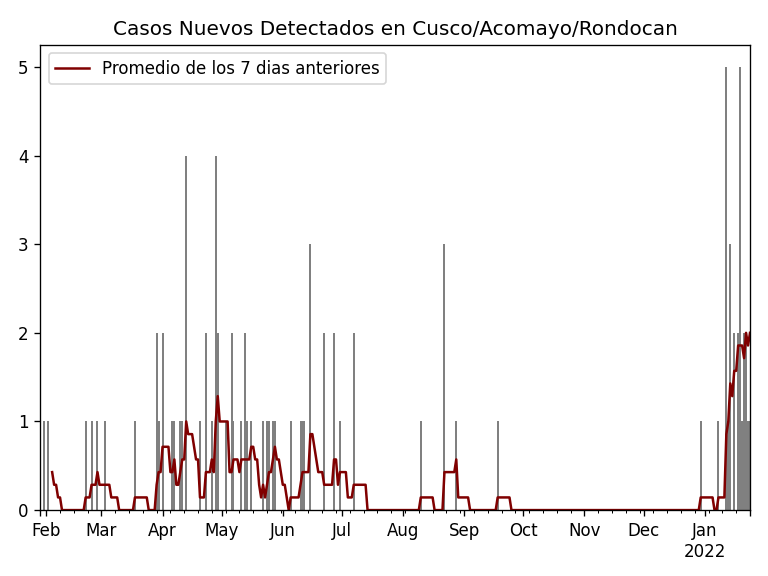 Casos Nuevos Detectados en Cusco/Acomayo/Rondocan
Promedio de los 7 dias anteriores
5
4
3
2
1
0
Feb Mar Apr May Jun Jul Aug Sep Oct Nov Dec Jan
2022